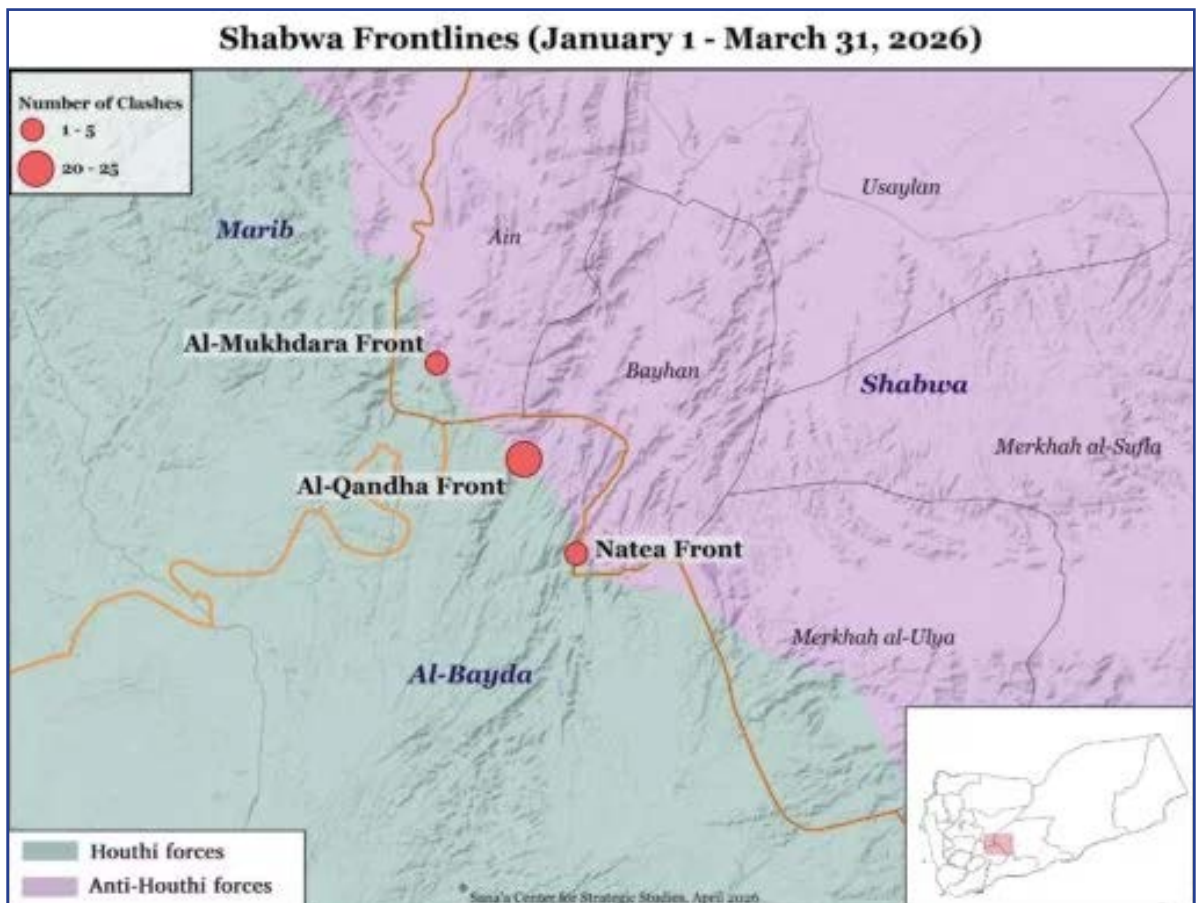 Shabwa Frontlines (January 1 - March 31, 2026)
Number of Clashes
1 - 5
20 - 25
Marib
Ain
Usaylan
Al-Mukhdara Front
Bayhan
Shabwa
Merkhah al-Sufla
Al-Qandha Front
Natea Front
Merkhah al-Ulya
Al-Bayda
Houthi forces
Anti-Houthi forces
Sana'a Center for Strategic Studies, April 2026